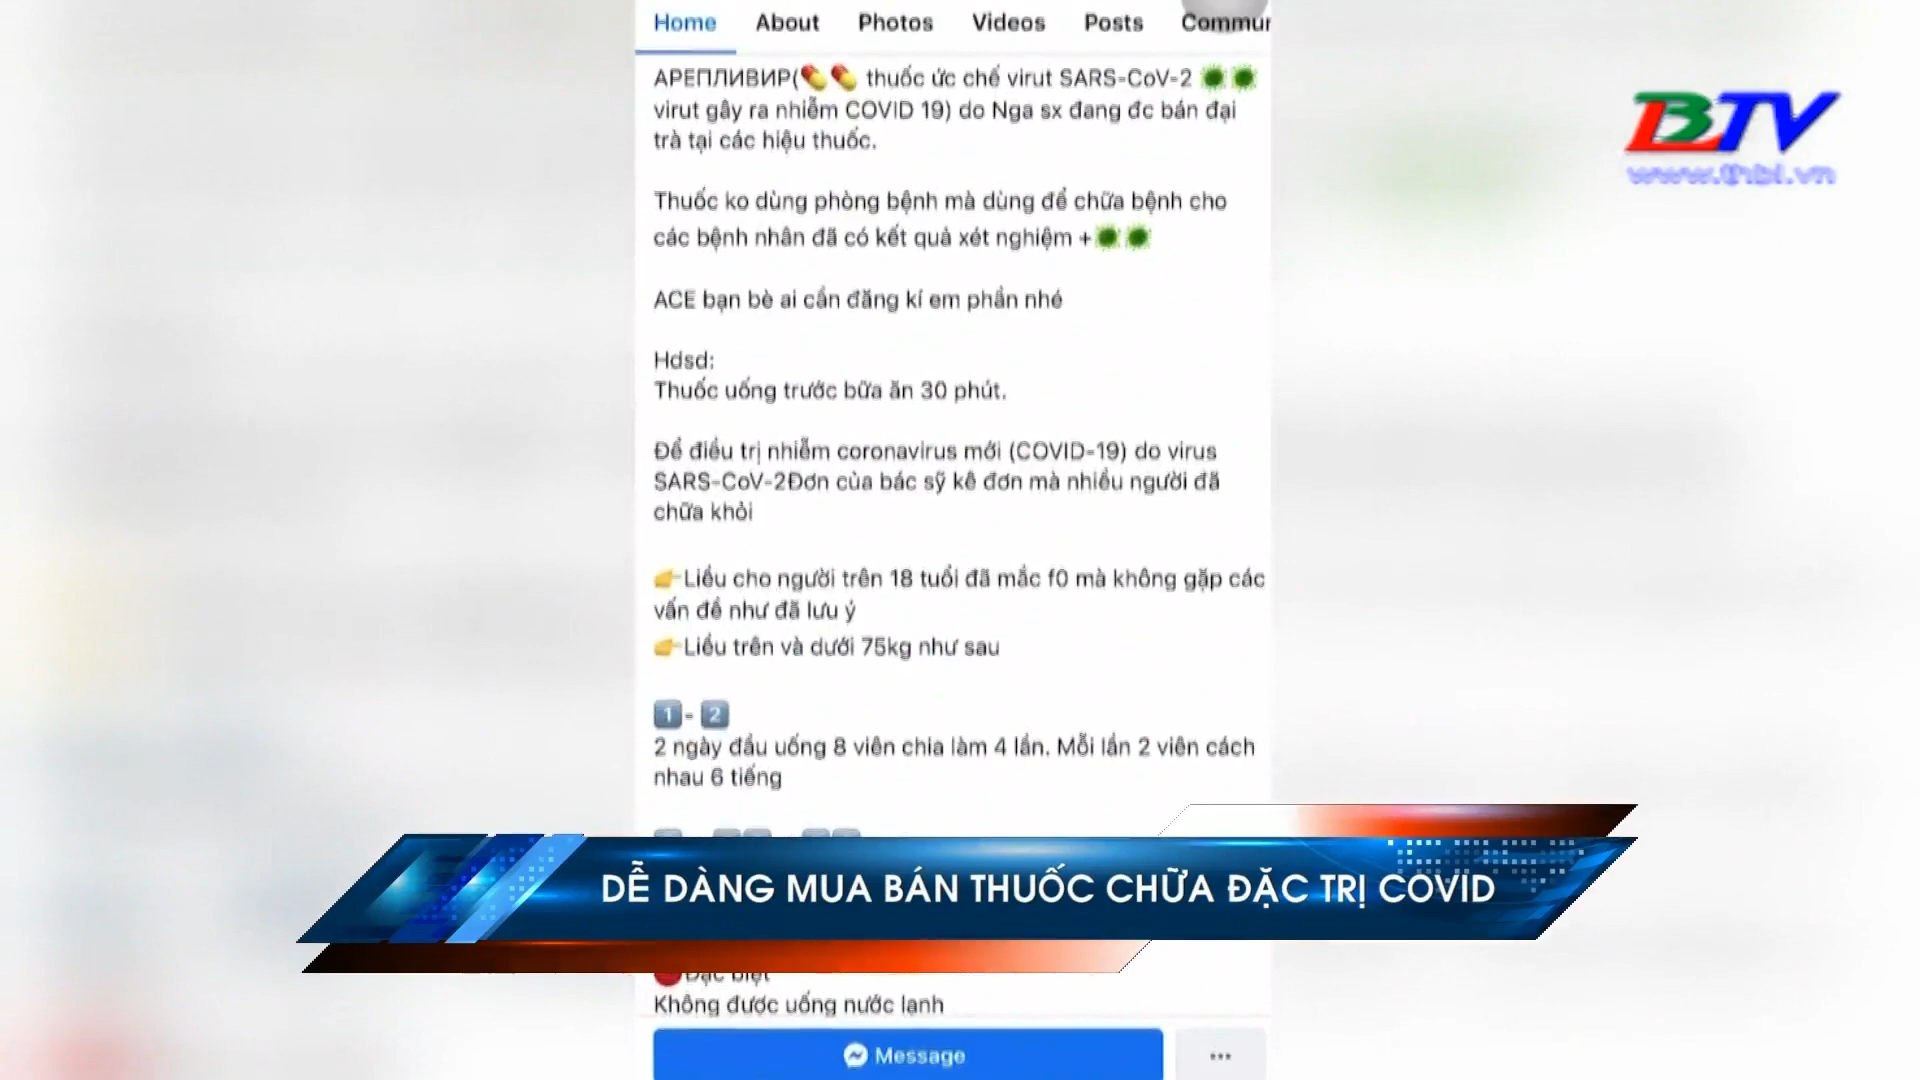 Home About Photos Videos Posts Commun
АРЕПЛИВИР(💊💊 thuốc ức chế virut SARS-CoV-2
virut gây ra nhiễm COVID 19) do Nga sx đang đc bán đại
trà tại các hiệu thuốc.
Thuốc ko dùng phòng bệnh mà dùng để chữa bệnh cho
các bệnh nhân đã có kết quả xét nghiệm +
ACE bạn bè ai cần đăng kí em phần nhé
Hdsd:
Thuốc uống trước bữa ăn 30 phút.
Để điều trị nhiễm coronavirus mới (COVID-19) do virus
SARS-CoV-2Đơn của bác sỹ kê đơn mà nhiều người đã
chữa khỏi
👉Liều cho người trên 18 tuổi đã mắc f0 mà không gặp các
vấn đề như đã lưu ý
👉Liều trên và dưới 75kg như sau
1 - 2
2 ngày đầu uống 8 viên chia làm 4 lần. Mỗi lần 2 viên cách
nhau 6 tiếng
DỄ DÀNG MUA BÁN THUỐC CHỮA ĐẶC TRỊ COVID
Đặc biệt
Không được uống nước lạnh
Message
BTV
www.thbl.vn